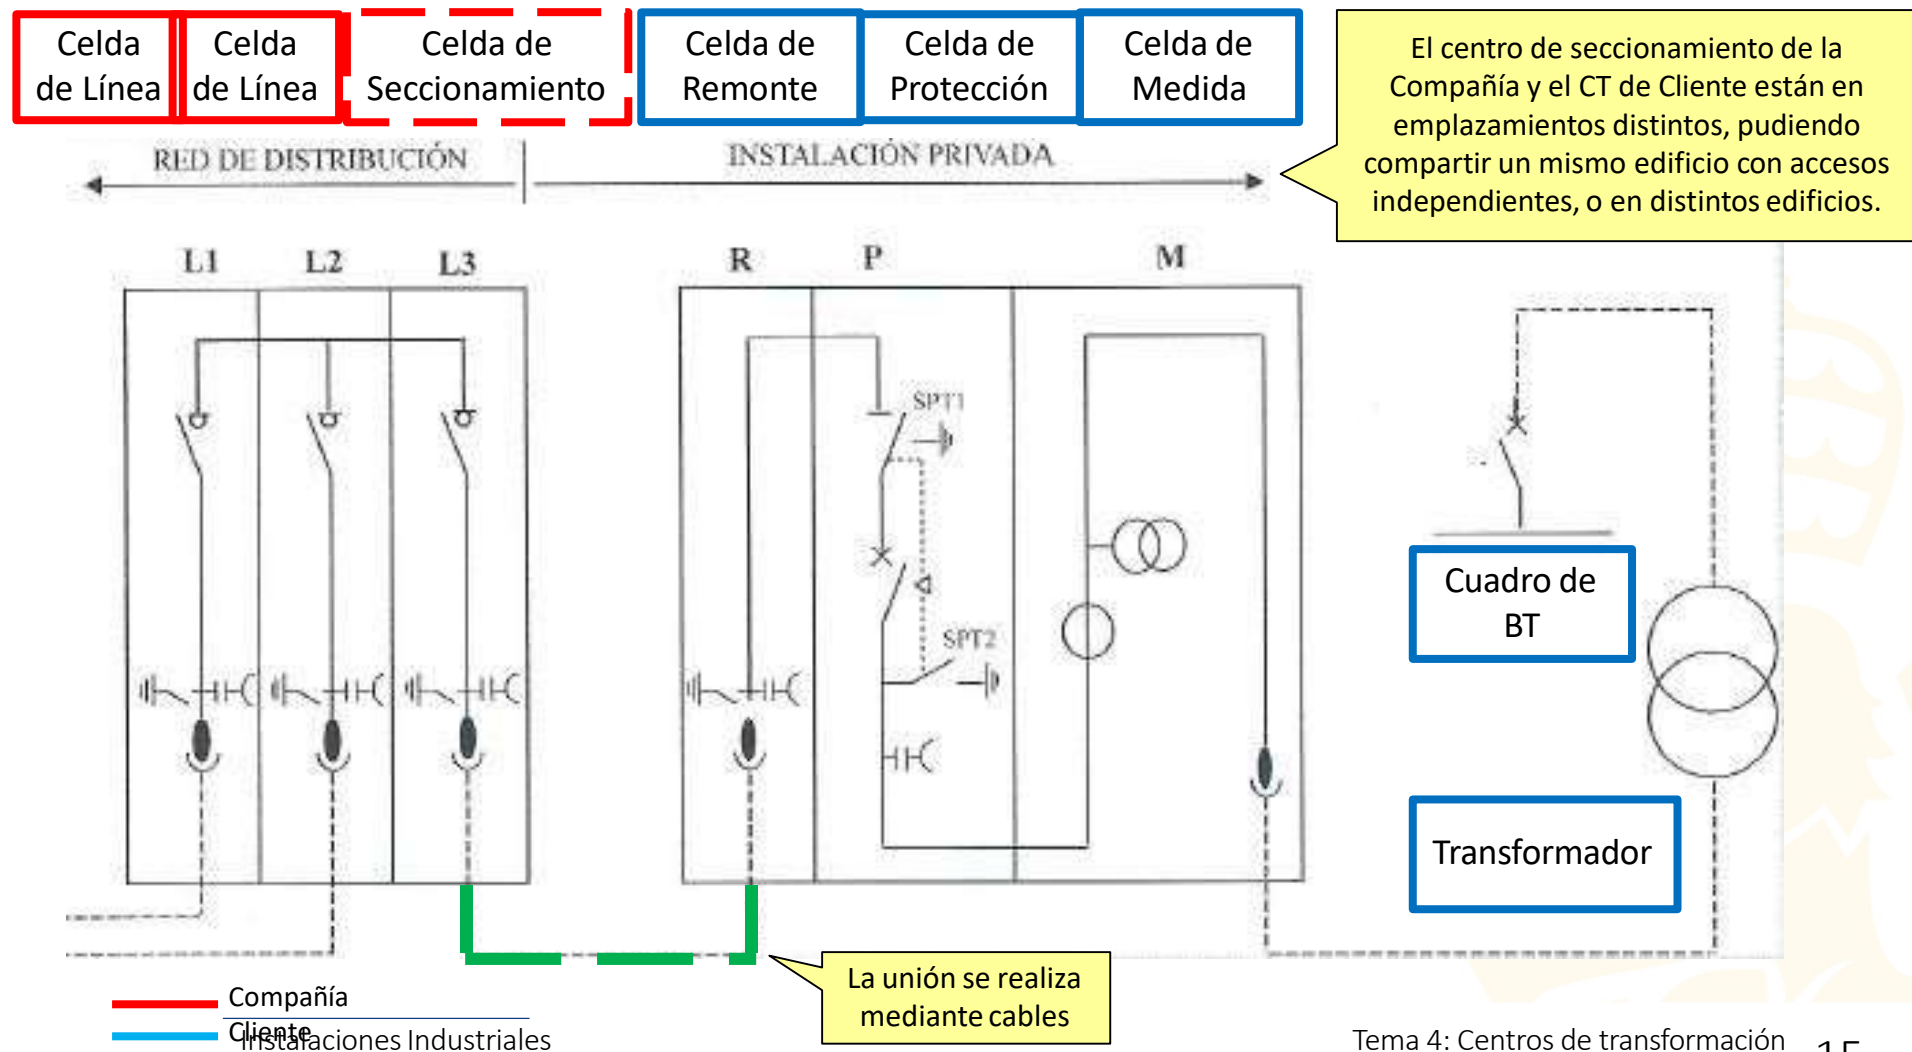 Celda
de Línea
Celda
de Línea
Celda de
Seccionamiento
Celda de
Remonte
Celda de
Protección
Celda de
Medida
El centro de seccionamiento de la
Compañía y el CT de Cliente están en
emplazamientos distintos, pudiendo
compartir un mismo edificio con accesos
independientes, o en distintos edificios.
RED DE DISTRIBUCIÓN
INSTALACIÓN PRIVADA
L1 L2 L3
R P M
SPT1
SPT2
Cuadro de
BT
Transformador
La unión se realiza
mediante cables
Compañía
Cliente
Instalaciones Industriales
Tema 4: Centros de transformación
15